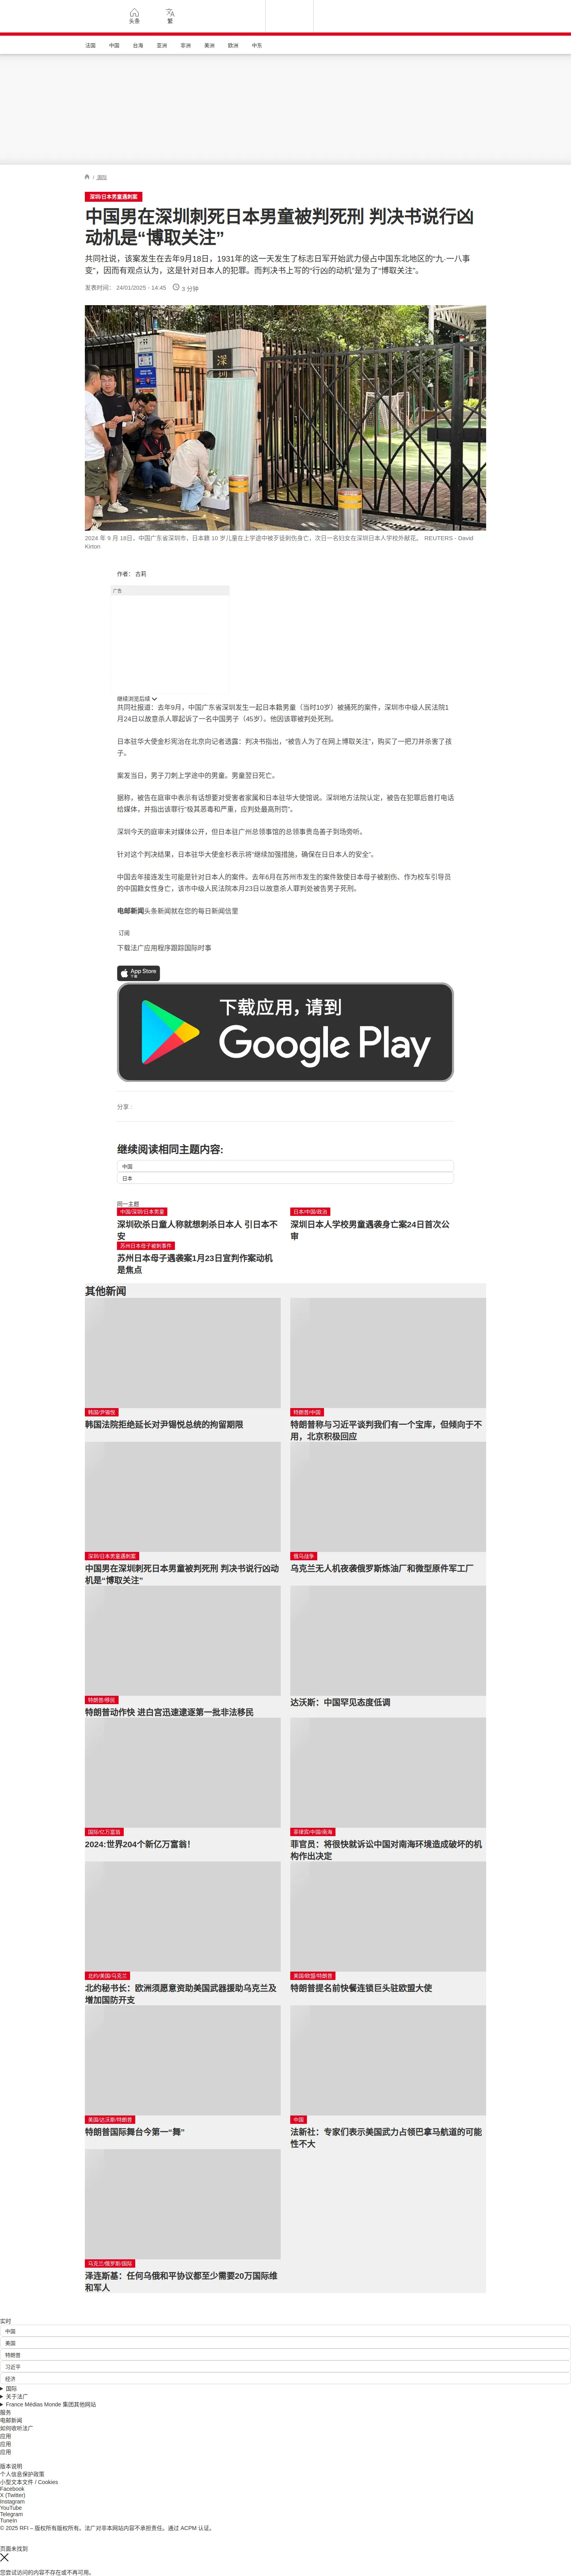 头条
繁
法国 中国 台海 亚洲 非洲 美洲 欧洲 中东
/ 国际
深圳/日本男童遇刺案
中国男在深圳刺死日本男童被判死刑 判决书说行凶
动机是“博取关注”
共同社说，该案发生在去年9月18日，1931年的这一天发生了标志日军开始武力侵占中国东北地区的“九·一八事
变”，因而有观点认为，这是针对日本人的犯罪。而判决书上写的“行凶的动机”是为了“博取关注”。
发表时间： 24/01/2025 - 14:45 3 分钟
深圳
2024 年 9 月 18日，中国广东省深圳市，日本籍 10 岁儿童在上学途中被歹徒刺伤身亡，次日一名妇女在深圳日本人学校外献花。 REUTERS - David
Kirton
作者： 古莉
广告
继续浏览后续
共同社报道：去年9月，中国广东省深圳发生一起日本籍男童（当时10岁）被捅死的案件，深圳市中级人民法院1
月24日以故意杀人罪起诉了一名中国男子（45岁）。他因该罪被判处死刑。
日本驻华大使金杉宪治在北京向记者透露：判决书指出，“被告人为了在网上博取关注”，购买了一把刀并杀害了孩
子。
案发当日，男子刀刺上学途中的男童。男童翌日死亡。
据称，被告在庭审中表示有话想要对受害者家属和日本驻华大使馆说。深圳地方法院认定，被告在犯罪后曾打电话
给媒体，并指出该罪行“极其恶毒和严重，应判处最高刑罚”。
深圳今天的庭审未对媒体公开，但日本驻广州总领事馆的总领事贵岛善子到场旁听。
针对这个判决结果，日本驻华大使金杉表示将“继续加强措施，确保在日日本人的安全”。
中国去年接连发生可能是针对日本人的案件。去年6月在苏州市发生的案件致使日本母子被割伤、作为校车引导员
的中国籍女性身亡，该市中级人民法院本月23日以故意杀人罪判处被告男子死刑。
电邮新闻头条新闻就在您的每日新闻信里
订阅
下载法广应用程序跟踪国际时事
App Store
下载
下载应用，请到
Google Play
分享 :
继续阅读相同主题内容:
中国
日本
同一主题
中国/深圳/日本男童
深圳砍杀日童人称就想刺杀日本人 引日本不
安
日本/中国/政治
深圳日本人学校男童遇袭身亡案24日首次公
审
苏州日本母子被刺事件
苏州日本母子遇袭案1月23日宣判作案动机
是焦点
其他新闻
韩国/尹锡悦
韩国法院拒绝延长对尹锡悦总统的拘留期限
特朗普/中国
特朗普称与习近平谈判我们有一个宝库，但倾向于不
用，北京积极回应
深圳/日本男童遇刺案
中国男在深圳刺死日本男童被判死刑 判决书说行凶动
机是“博取关注”
俄乌战争
乌克兰无人机夜袭俄罗斯炼油厂和微型原件军工厂
特朗普/移民
特朗普动作快 进白宫迅速逮逐第一批非法移民
达沃斯：中国罕见态度低调
国际/亿万富翁
2024:世界204个新亿万富翁！
菲律宾/中国/南海
菲官员：将很快就诉讼中国对南海环境造成破坏的机
构作出决定
北约/美国/乌克兰
北约秘书长：欧洲须愿意资助美国武器援助乌克兰及
增加国防开支
美国/欧盟/特朗普
特朗普提名前快餐连锁巨头驻欧盟大使
美国/达沃斯/特朗普
特朗普国际舞台今第一“舞”
中国
法新社：专家们表示美国武力占领巴拿马航道的可能
性不大
乌克兰/俄罗斯/国际
泽连斯基：任何乌俄和平协议都至少需要20万国际维
和军人
实时
中国
美国
特朗普
习近平
经济
国际
关于法广
France Médias Monde 集团其他网站
服务
电邮新闻
如何收听法广
应用
应用
应用
版本说明
个人信息保护政策
小型文本文件 / Cookies
Facebook
X (Twitter)
Instagram
YouTube
Telegram
TuneIn
© 2025 RFI – 版权所有版权所有。法广对非本网站内容不承担责任。通过 ACPM 认证。
页面未找到
您尝试访问的内容不存在或不再可用。